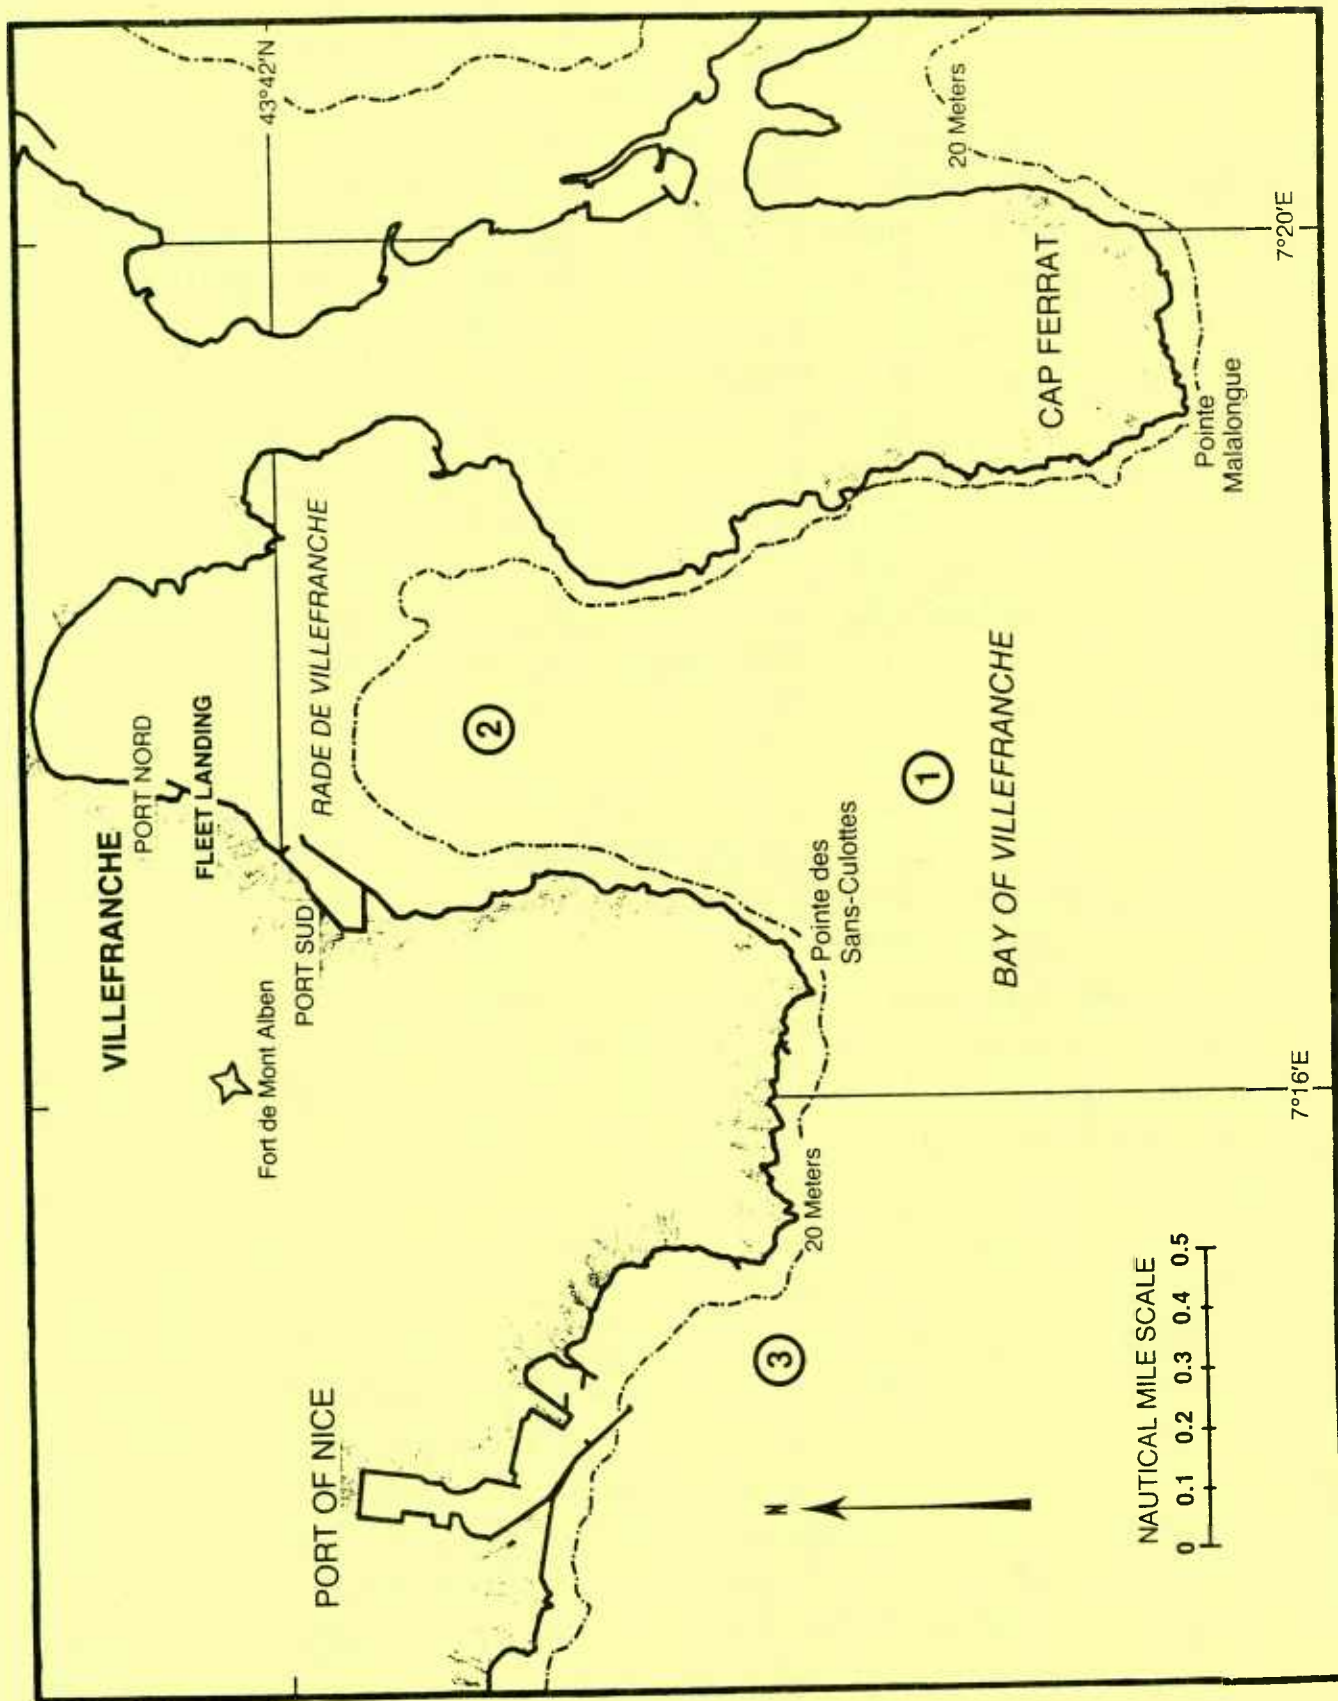 VILLEFRANCHE
PORT NORD
FLEET LANDING
43°42'N
Fort de Mont Alben
PORT SUD
RADE DE VILLEFRANCHE
PORT OF NICE
2
20 Meters
3
20 Meters
Pointe des
Sans-Culottes
1
BAY OF VILLEFRANCHE
CAP FERRAT
Pointe
Malalongue
N
NAUTICAL MILE SCALE
0 0.1 0.2 0.3 0.4 0.5
7°16'E
7°20'E